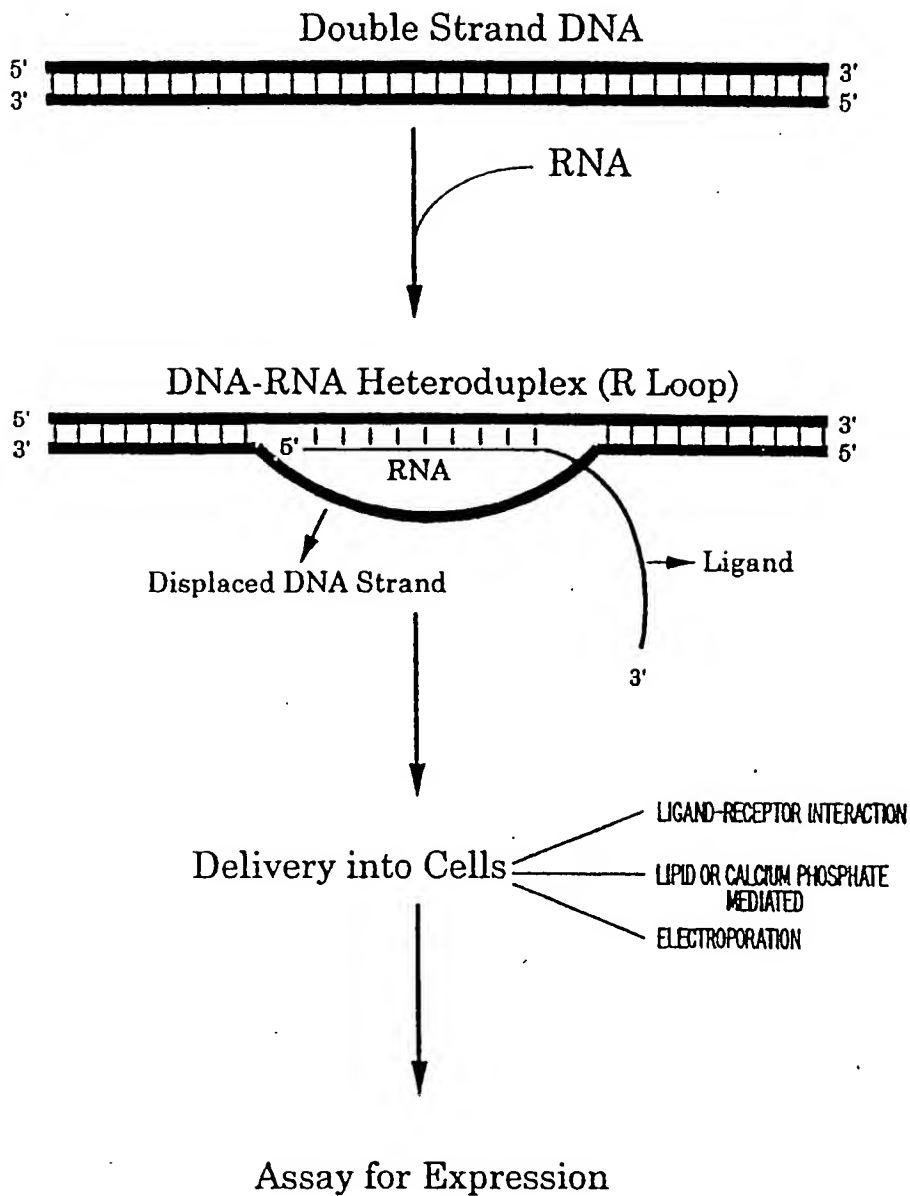 Double Strand DNA
5' 3'
3' 5'
RNA
DNA-RNA Heteroduplex (R Loop)
5' 3'
3' 5' 5'
RNA
Displaced DNA Strand
Ligand
3'
LIGAND-RECEPTOR INTERACTION
Delivery into Cells
LIPID OR CALCIUM PHOSPHATE
MEDIATED
ELECTROPORATION
Assay for Expression